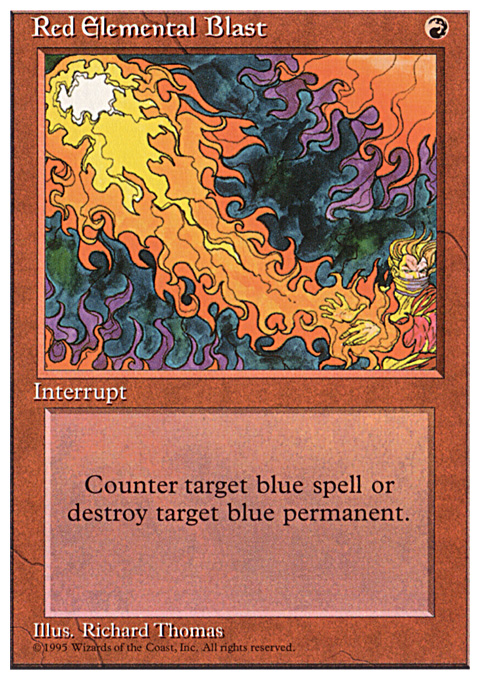 Red Elemental Blast
Interrupt
Counter target blue spell or
destroy target blue permanent.
Illus. Richard Thomas
©1995 Wizards of the Coast, Inc. All rights reserved.